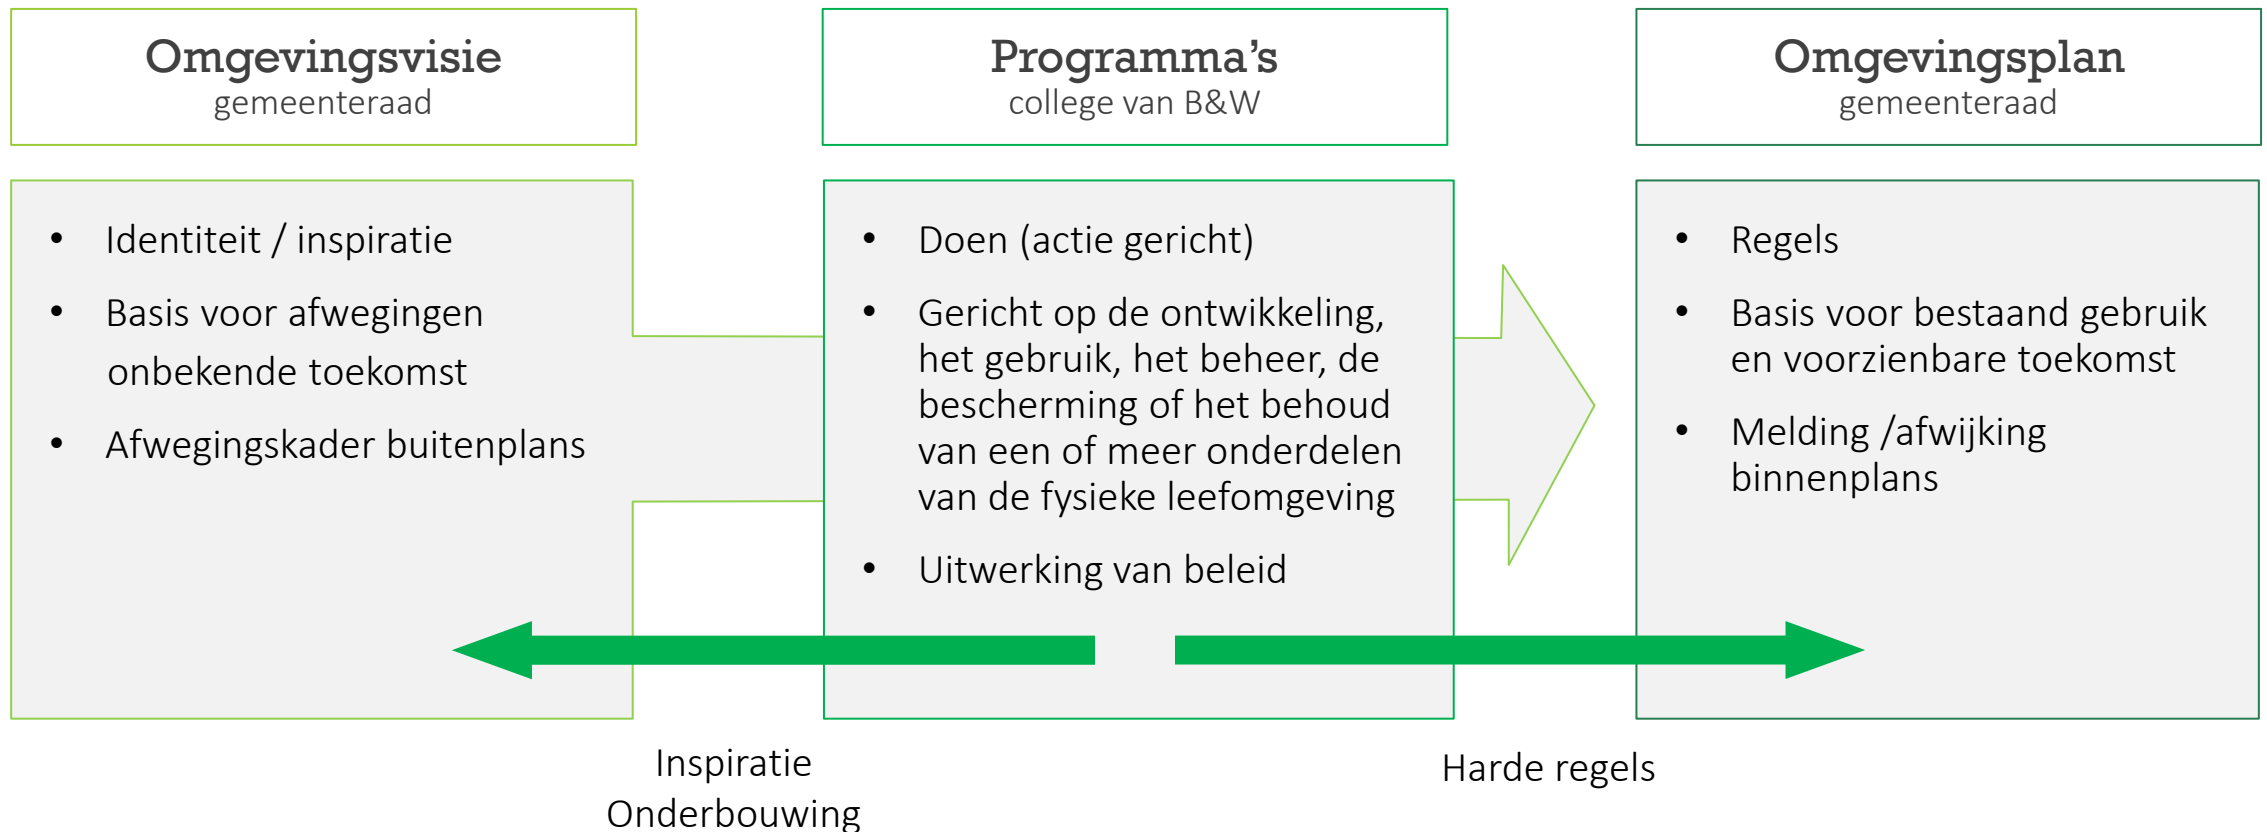 Omgevingsvisie
gemeenteraad
Programma’s
college van B&W
Omgevingsplan
gemeenteraad
• Identiteit / inspiratie
• Basis voor afwegingen
onbekende toekomst
• Afwegingskader buitenplans
• Doen (actie gericht)
• Gericht op de ontwikkeling,
het gebruik, het beheer, de
bescherming of het behoud
van een of meer onderdelen
van de fysieke leefomgeving
• Uitwerking van beleid
• Regels
• Basis voor bestaand gebruik
en voorzienbare toekomst
• Melding /afwijking
binnenplans
Inspiratie
Onderbouwing
Harde regels